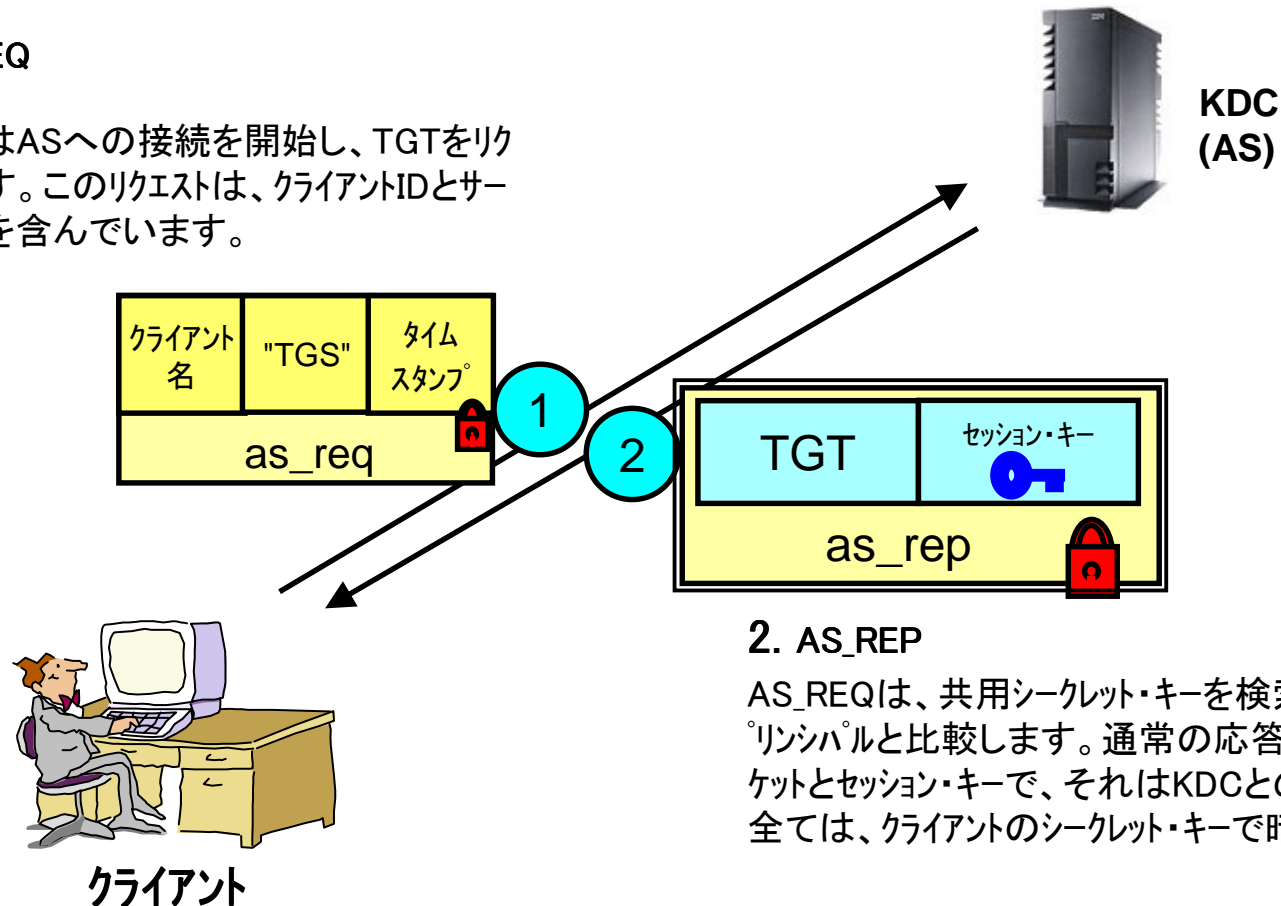 EQ
はASへの接続を開始し、TGTをリク
す。このリクエストは、クライアントIDとサー
を含んでいます。
KDC
(AS)
クライアント
名
"TGS"
タイム
スタンプ
as_req
1
2
TGT
セッション・キー
as_rep
2. AS_REP
AS_REQは、共用シークレット・キーを検索
プリンシパルと比較します。通常の応答
ケットとセッション・キーで、それはKDCと
全ては、クライアントのシークレット・キーで
クライアント